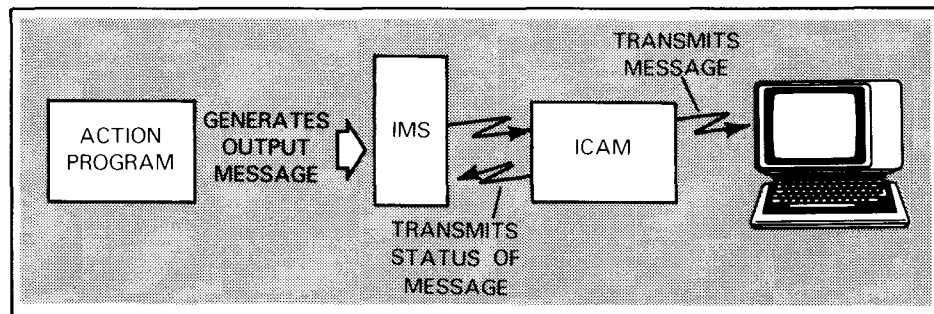 ACTION
PROGRAM
GENERATES
OUTPUT
MESSAGE
IMS
TRANSMITS
STATUS OF
MESSAGE
ICAM
TRANSMITS
MESSAGE